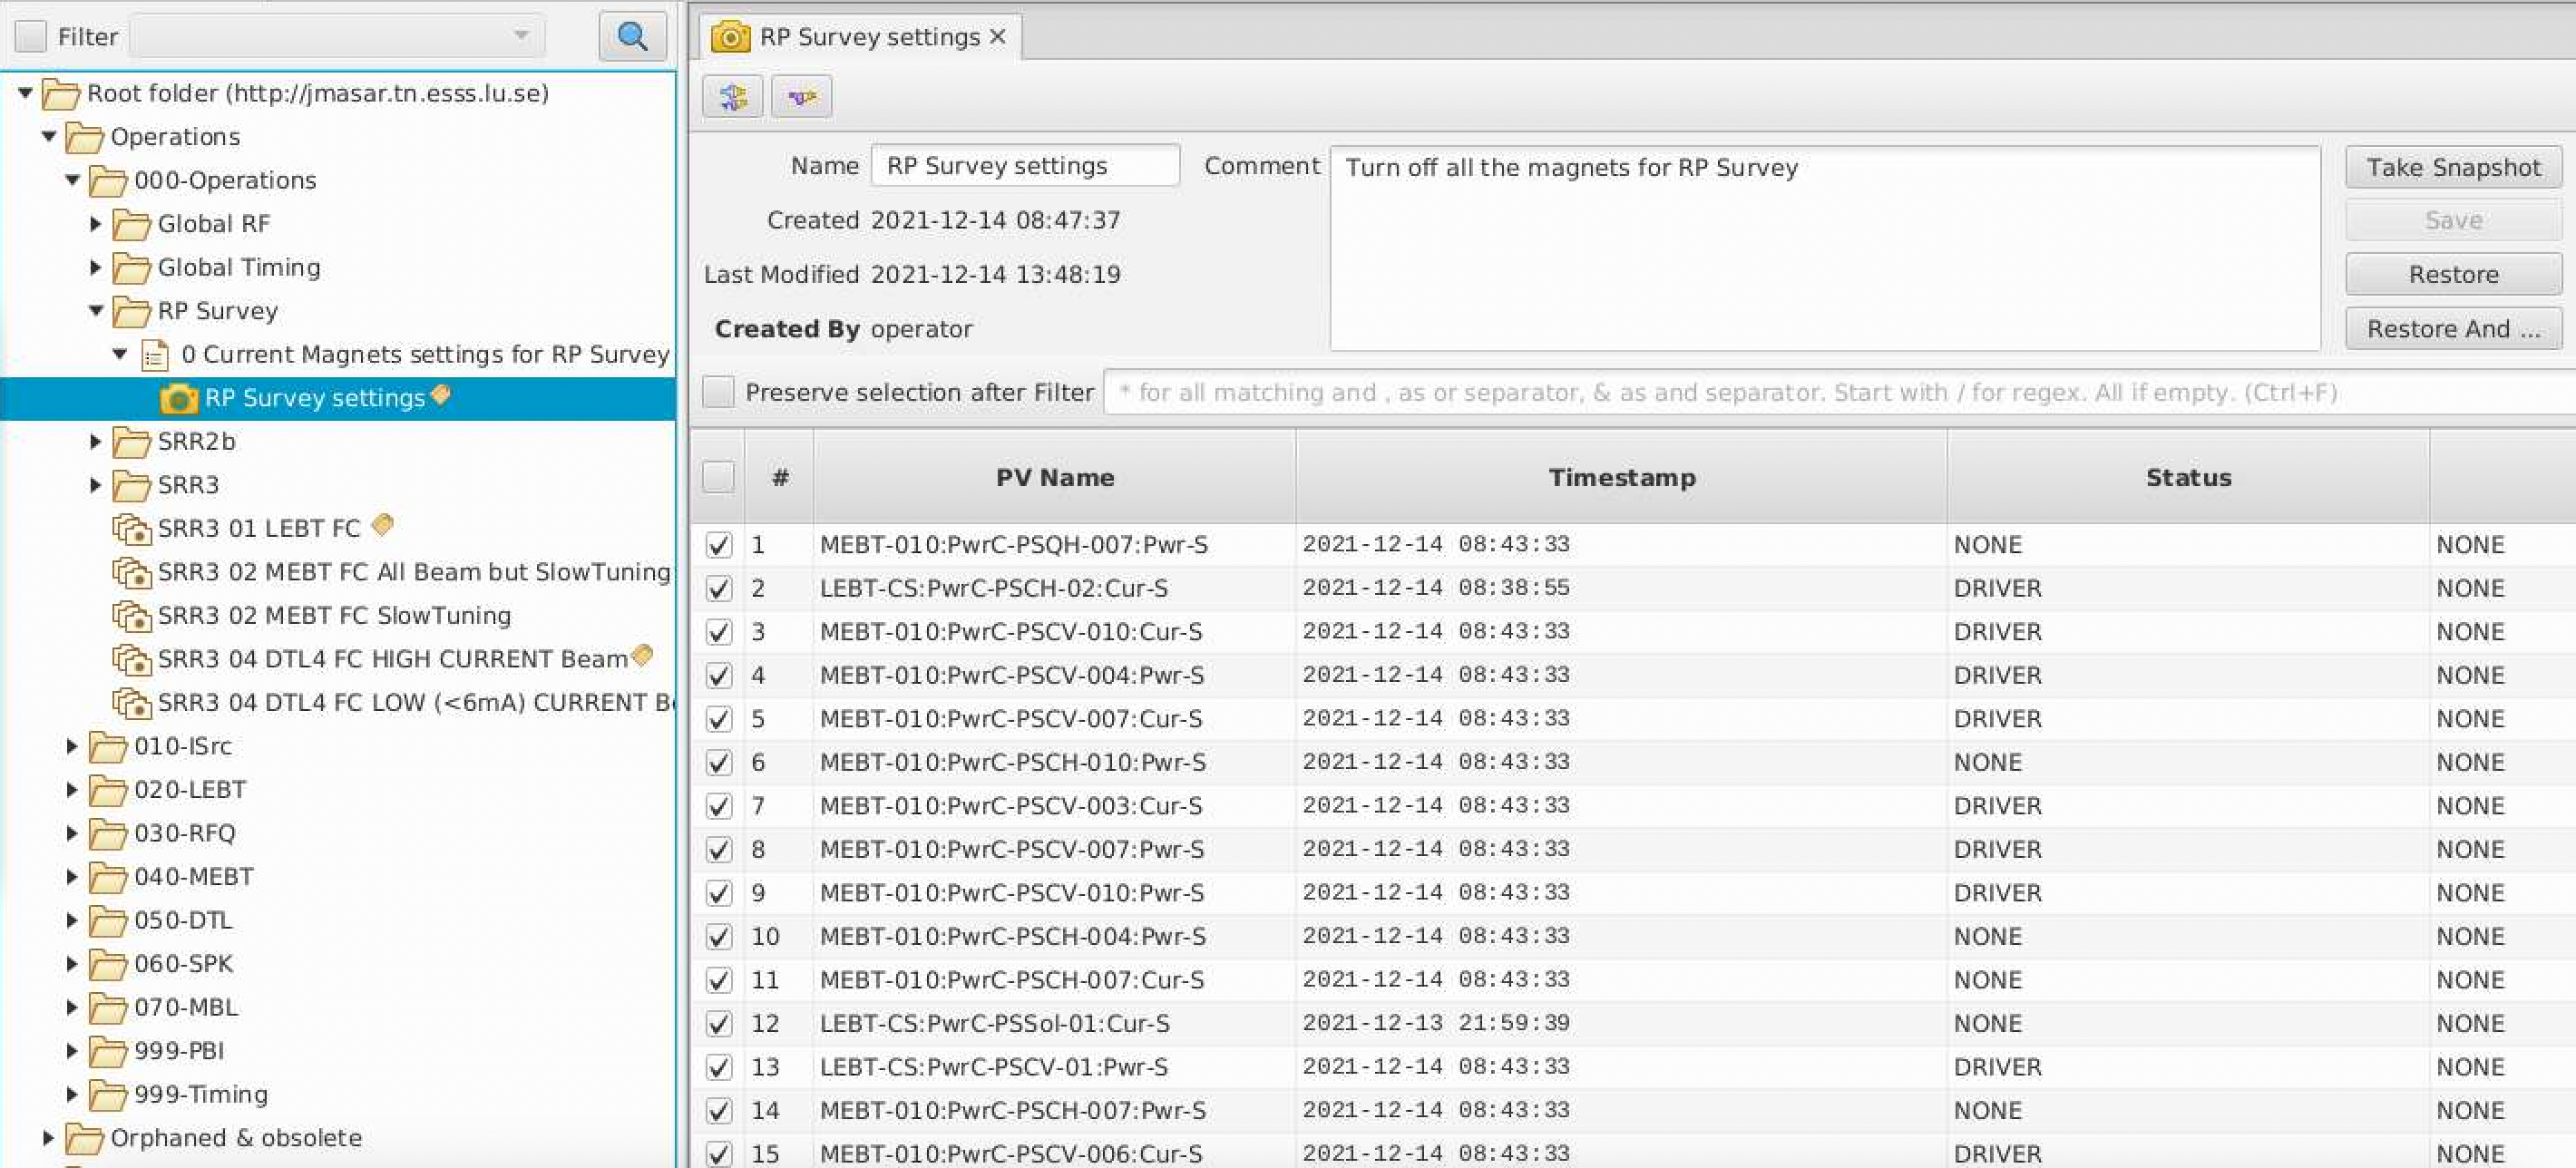 Filter
Root folder (http://jmasar.tn.esss.lu.se)
Operations
000-Operations
Global RF
Global Timing
RP Survey
0 Current Magnets settings for RP Survey
RP Survey settings
SRR2b
SRR3
SRR3 01 LEBT FC
SRR3 02 MEBT FC All Beam but SlowTuning
SRR3 02 MEBT FC SlowTuning
SRR3 04 DTL4 FC HIGH CURRENT Beam
SRR3 04 DTL4 FC LOW (<6mA) CURRENT
010-ISrc
020-LEBT
030-RFQ
040-MEBT
050-DTL
060-SPK
070-MBL
999-PBI
999-Timing
Orphaned & obsolete
RP Survey settings
Name RP Survey settings Comment Turn off all the magnets for RP Survey Take Snapshot
Created 2021-12-14 08:47:37 Save
Last Modified 2021-12-14 13:48:19 Restore
Created By operator Restore And ...
Preserve selection after Filter * for all matching and , as or separator, & as and separator. Start with / for regex. All if empty. (Ctrl+F)
# PV Name Timestamp Status
1 MEBT-010:PwrC-PSQH-007:Pwr-S 2021-12-14 08:43:33 NONE NONE
2 LEBT-CS:PwrC-PSCH-02:Cur-S 2021-12-14 08:38:55 DRIVER NONE
3 MEBT-010:PwrC-PSCV-010:Cur-S 2021-12-14 08:43:33 DRIVER NONE
4 MEBT-010:PwrC-PSCV-004:Pwr-S 2021-12-14 08:43:33 DRIVER NONE
5 MEBT-010:PwrC-PSCV-007:Cur-S 2021-12-14 08:43:33 DRIVER NONE
6 MEBT-010:PwrC-PSCH-010:Pwr-S 2021-12-14 08:43:33 NONE NONE
7 MEBT-010:PwrC-PSCV-003:Cur-S 2021-12-14 08:43:33 DRIVER NONE
8 MEBT-010:PwrC-PSCV-007:Pwr-S 2021-12-14 08:43:33 DRIVER NONE
9 MEBT-010:PwrC-PSCV-010:Pwr-S 2021-12-14 08:43:33 DRIVER NONE
10 MEBT-010:PwrC-PSCH-004:Pwr-S 2021-12-14 08:43:33 NONE NONE
11 MEBT-010:PwrC-PSCH-007:Cur-S 2021-12-14 08:43:33 NONE NONE
12 LEBT-CS:PwrC-PSSol-01:Cur-S 2021-12-13 21:59:39 NONE NONE
13 LEBT-CS:PwrC-PSCV-01:Pwr-S 2021-12-14 08:43:33 DRIVER NONE
14 MEBT-010:PwrC-PSCH-007:Pwr-S 2021-12-14 08:43:33 NONE NONE
15 MEBT-010:PwrC-PSCV-006:Cur-S 2021-12-14 08:43:33 DRIVER NONE